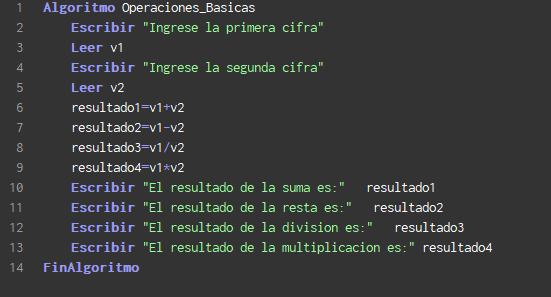 1 Algoritmo Operaciones_Basicas
2 Escribir "Ingrese la primera cifra"
3 Leer v1
4 Escribir "Ingrese la segunda cifra"
5 Leer v2
6 resultado1=v1+v2
7 resultado2=v1-v2
8 resultado3=v1/v2
9 resultado4=v1*v2
10 Escribir "El resultado de la suma es:" resultado1
11 Escribir "El resultado de la resta es:" resultado2
12 Escribir "El resultado de la division es:" resultado3
13 Escribir "El resultado de la multiplicacion es:" resultado4
14 FinAlgoritmo